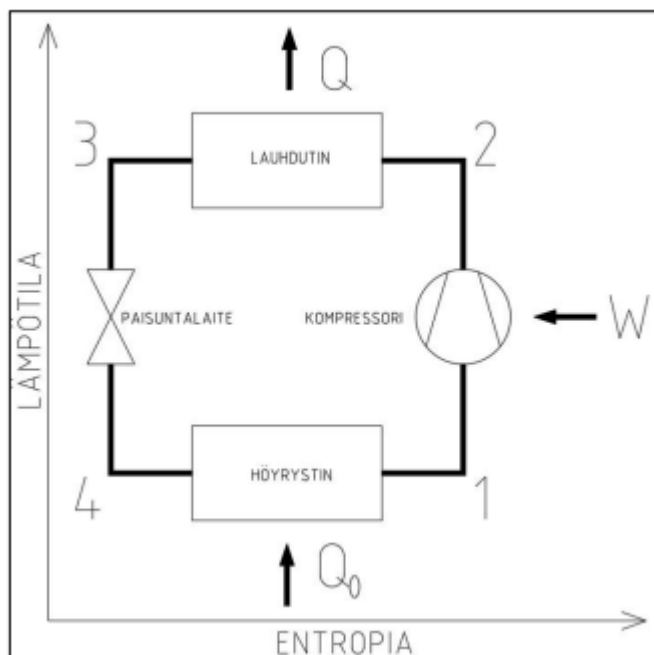 Q
3
LAUHDUTIN
2
PAISUNTALAITE
KOMPRESSORI
W
LÄMPÖTILA
HÖYRYSTIN
4
1
Q0
ENTROPIA